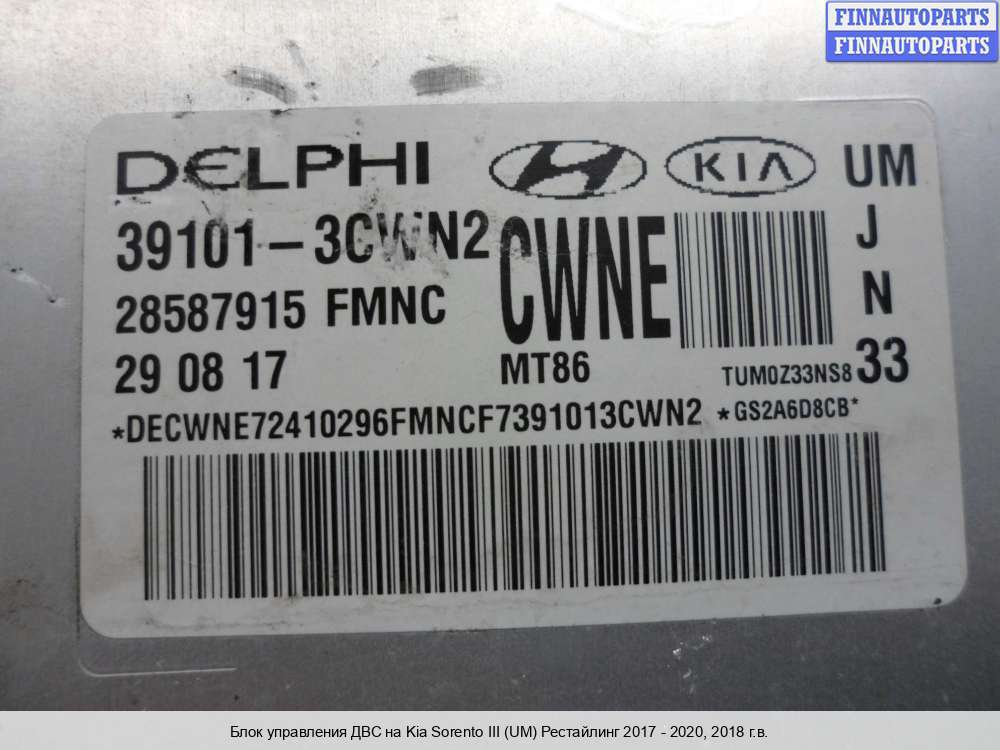 FINNAUTOPARTS
FINNAUTOPARTS
DELPHI KIA UM
39101-3CWN2 CWNE J
28587915 FMNC N
29 08 17 MT86 TUM0Z33NS8 33
*DECWNE72410296FMNCF7391013CWN2 *GS2A6D8CB*
Блок управления ДВС на Kia Sorento III (UM) Рестайлинг 2017 - 2020, 2018 г.в.